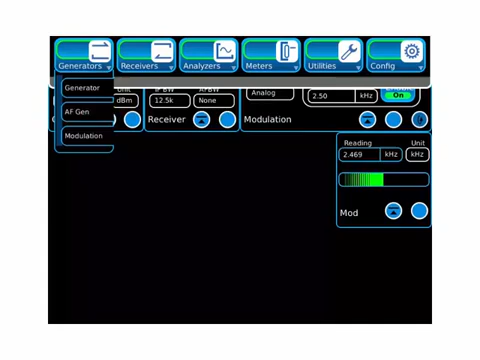 Generators Receivers Analyzers Meters Utilities Config
Generator
AF Gen
Modulation
Unit
dBm
IF BW AFBW
12.5k None
Receiver
Analog
2.50 kHz
On
Modulation
Reading Unit
2.469 kHz kHz
Mod